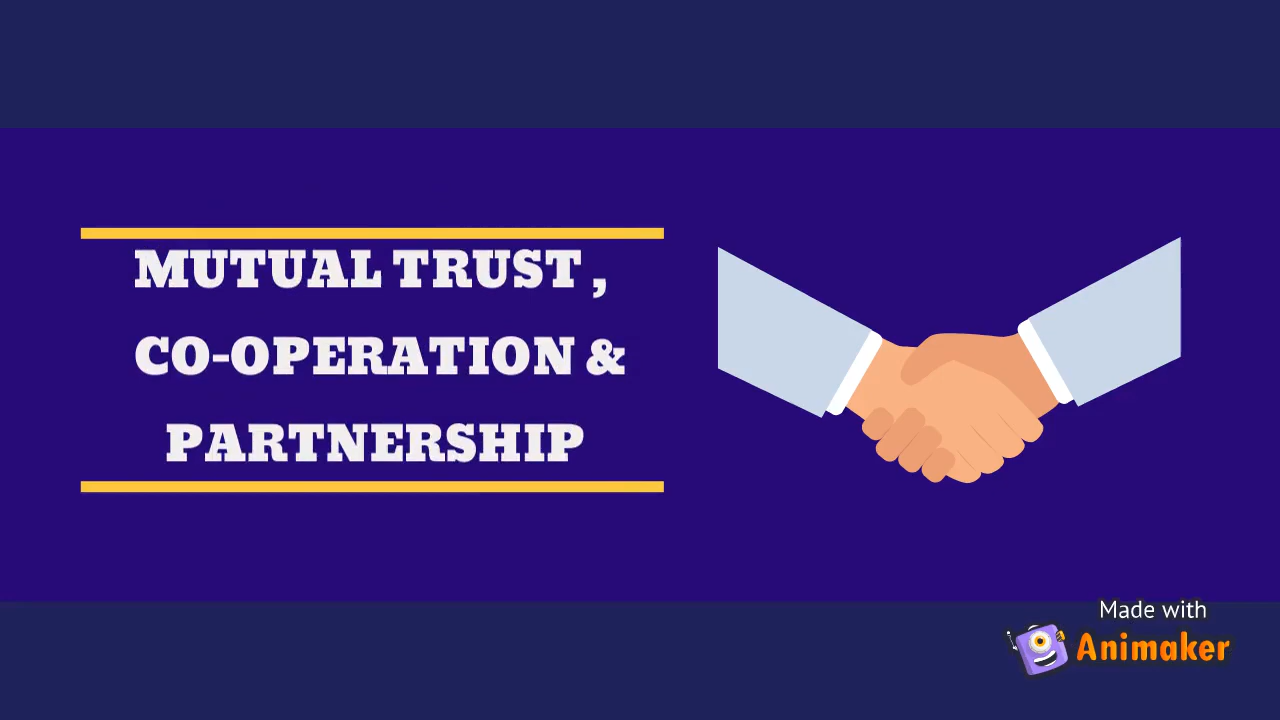 MUTUAL TRUST ,
CO-OPERATION &
PARTNERSHIP
Made with
Animaker